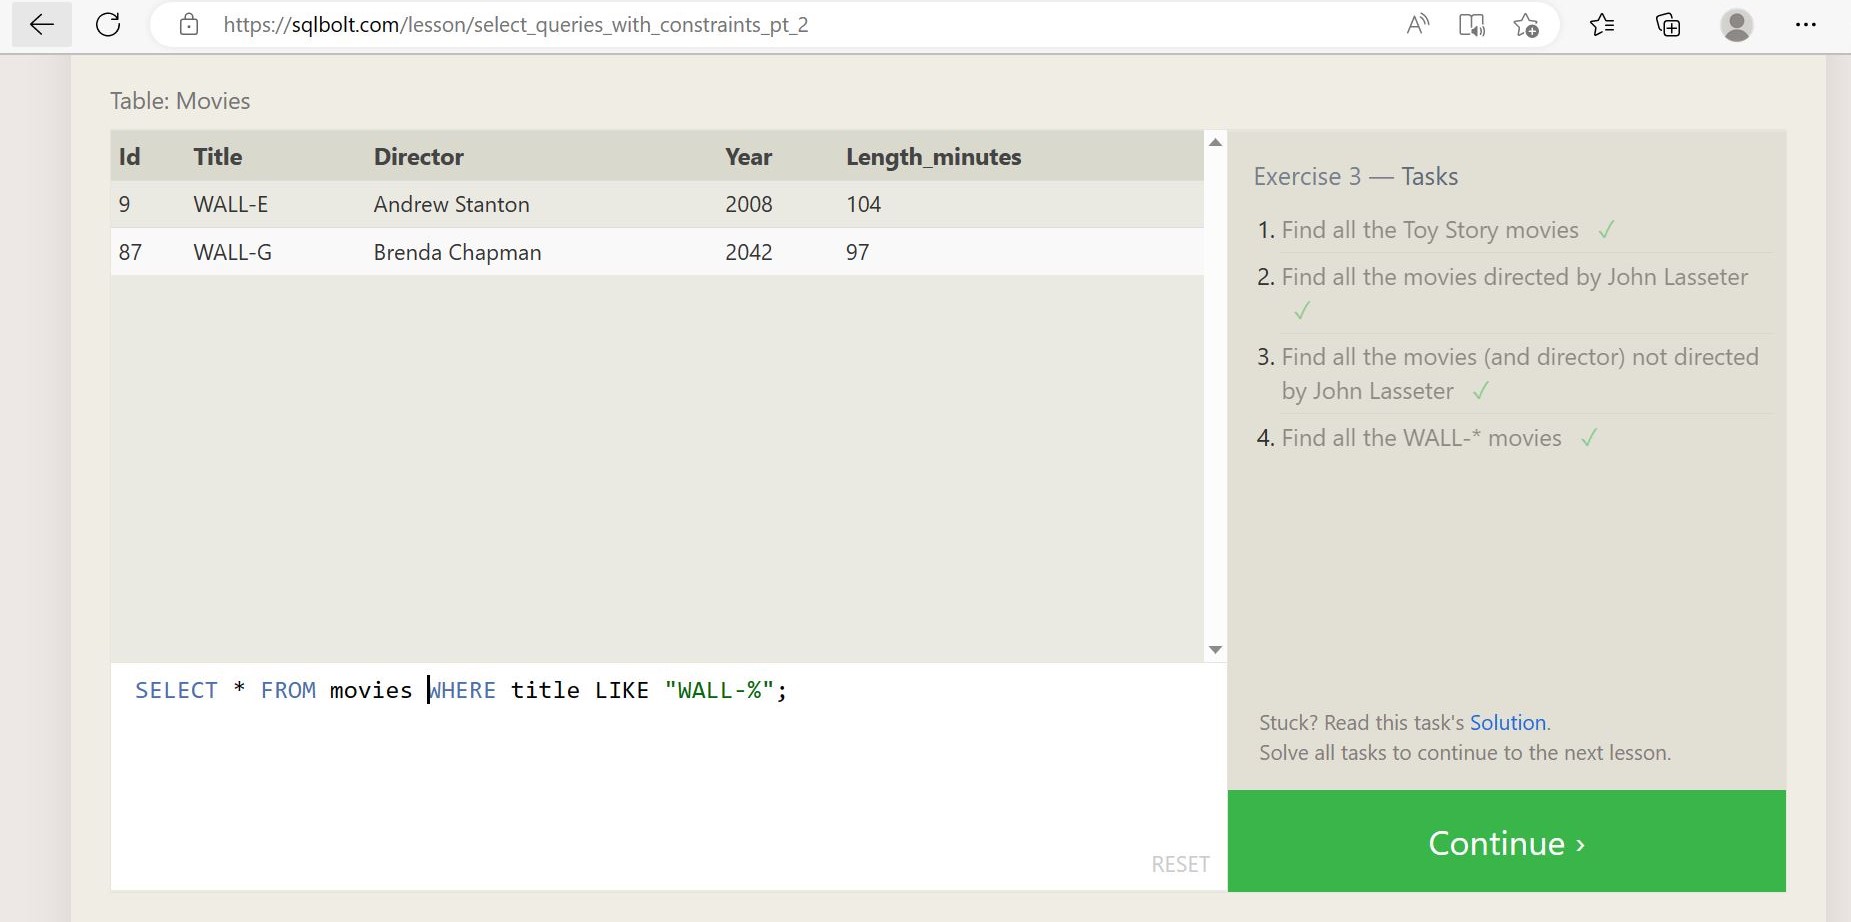 https://sqlbolt.com/lesson/select_queries_with_constraints_pt_2
Table: Movies
Id Title Director Year Length_minutes
9 WALL-E Andrew Stanton 2008 104
87 WALL-G Brenda Chapman 2042 97
SELECT * FROM movies WHERE title LIKE "WALL-%";
RESET
Exercise 3 — Tasks
1. Find all the Toy Story movies ✓
2. Find all the movies directed by John Lasseter
✓
3. Find all the movies (and director) not directed
by John Lasseter ✓
4. Find all the WALL-* movies ✓
Stuck? Read this task's Solution.
Solve all tasks to continue to the next lesson.
Continue ›